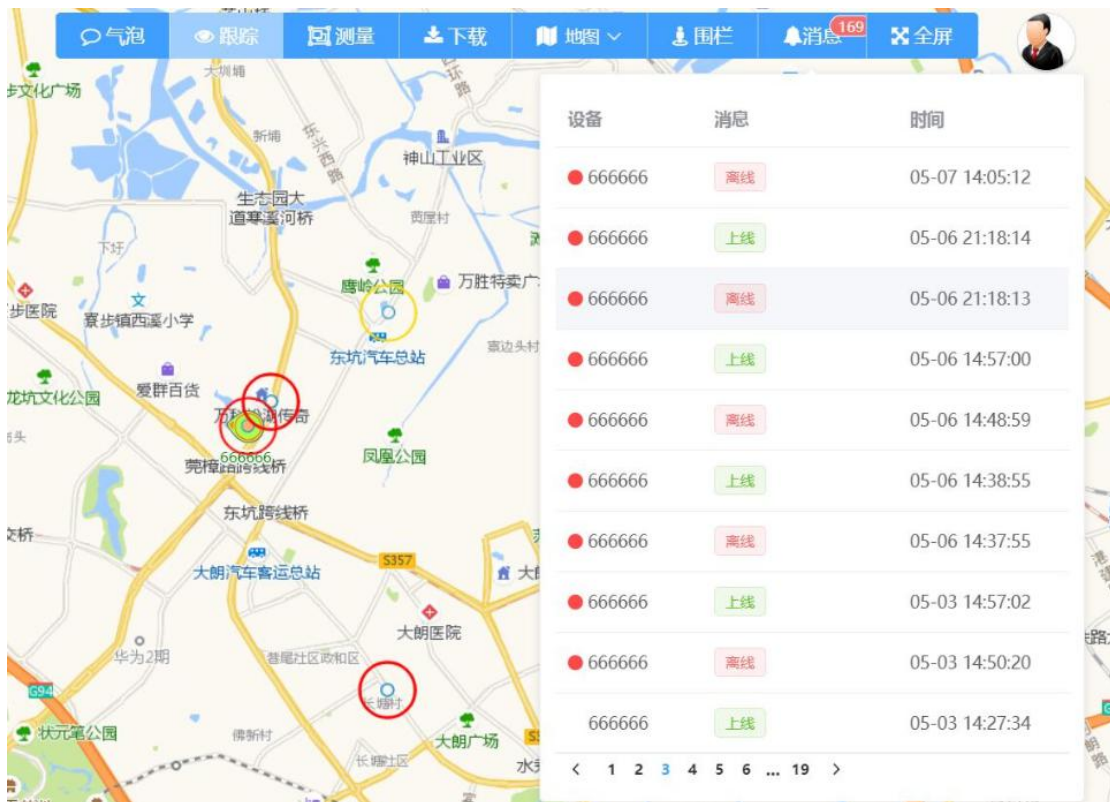 气泡 跟踪 测量 下载 地图 围栏 消息 169 全屏
设备 消息 时间
666666 离线 05-07 14:05:12
666666 上线 05-06 21:18:14
666666 离线 05-06 21:18:13
666666 上线 05-06 14:57:00
666666 离线 05-06 14:48:59
666666 上线 05-06 14:38:55
666666 离线 05-06 14:37:55
666666 上线 05-03 14:57:02
666666 离线 05-03 14:50:20
666666 上线 05-03 14:27:34
< 1 2 3 4 5 6 ... 19 >
大圳埔
步文化广场
新埔
东兴西路
神山工业区
生态园大
道寒溪河桥
黄屋村
下圩
鹰岭公园
万胜特卖广
步医院
寮步镇西溪小学
东坑汽车总站
寮边头村
爱群百货
龙坑文化公园
666666
凤凰公园
东坑跨线桥
大朗汽车客运总站
S357
大朗医院
华为2期
巷尾社区政和区
G94
长塘村
状元笔公园
佛新村
大朗广场
长塘社区